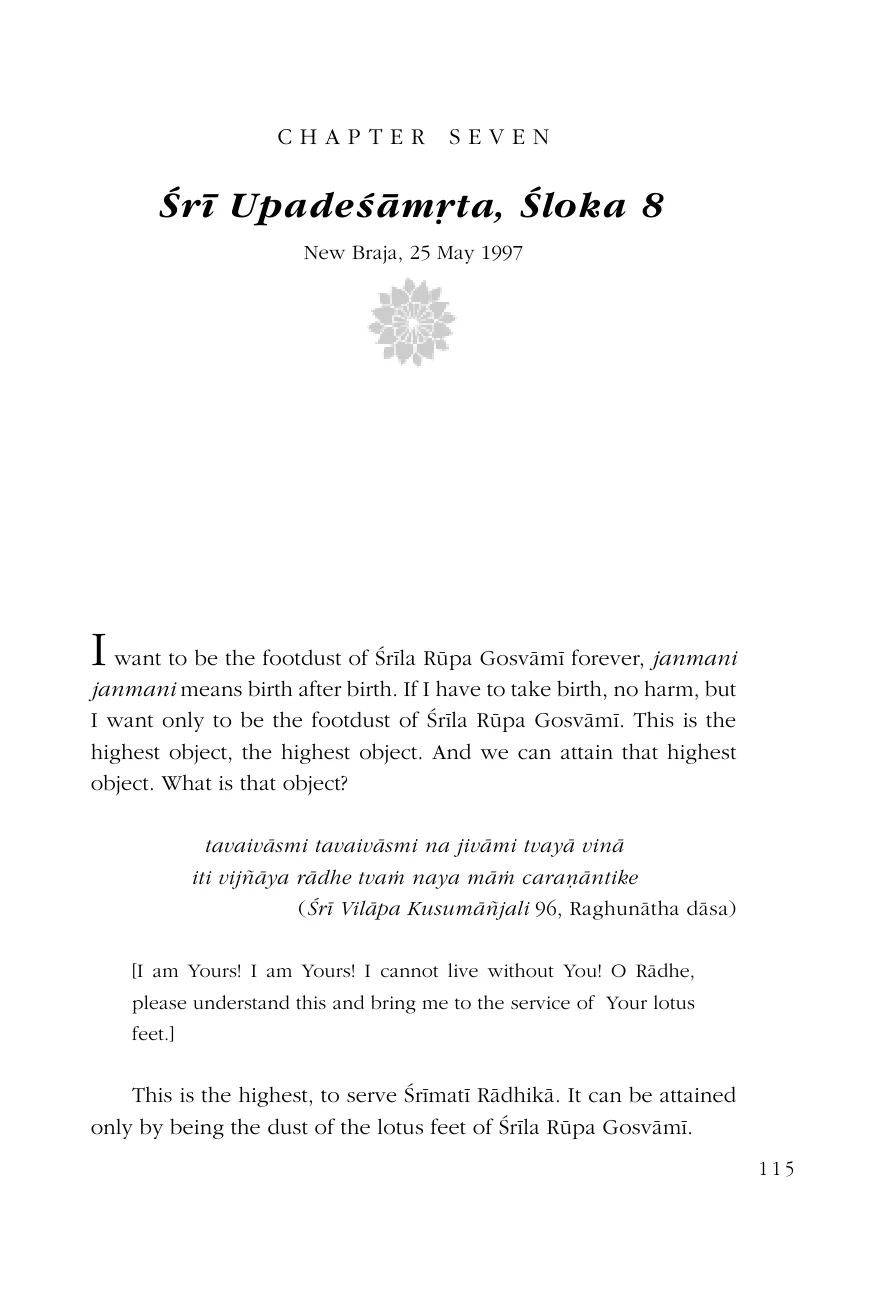 CHAPTER SEVEN
Śrī Upadeśāmṛta, Śloka 8
New Braja, 25 May 1997
I want to be the footdust of Śrīla Rūpa Gosvāmī forever, janmani
janmani means birth after birth. If I have to take birth, no harm, but
I want only to be the footdust of Śrīla Rūpa Gosvāmī. This is the
highest object, the highest object. And we can attain that highest
object. What is that object?
tavaivāsmi tavaivāsmi na jivāmi tvayā vinā
iti vijñāya rādhe tvaṁ naya māṁ caraṇāntike
(Śrī Vilāpa Kusumāñjali 96, Raghunātha dāsa)
[I am Yours! I am Yours! I cannot live without You! O Rādhe,
please understand this and bring me to the service of Your lotus
feet.]
This is the highest, to serve Śrīmatī Rādhikā. It can be attained
only by being the dust of the lotus feet of Śrīla Rūpa Gosvāmī.
115